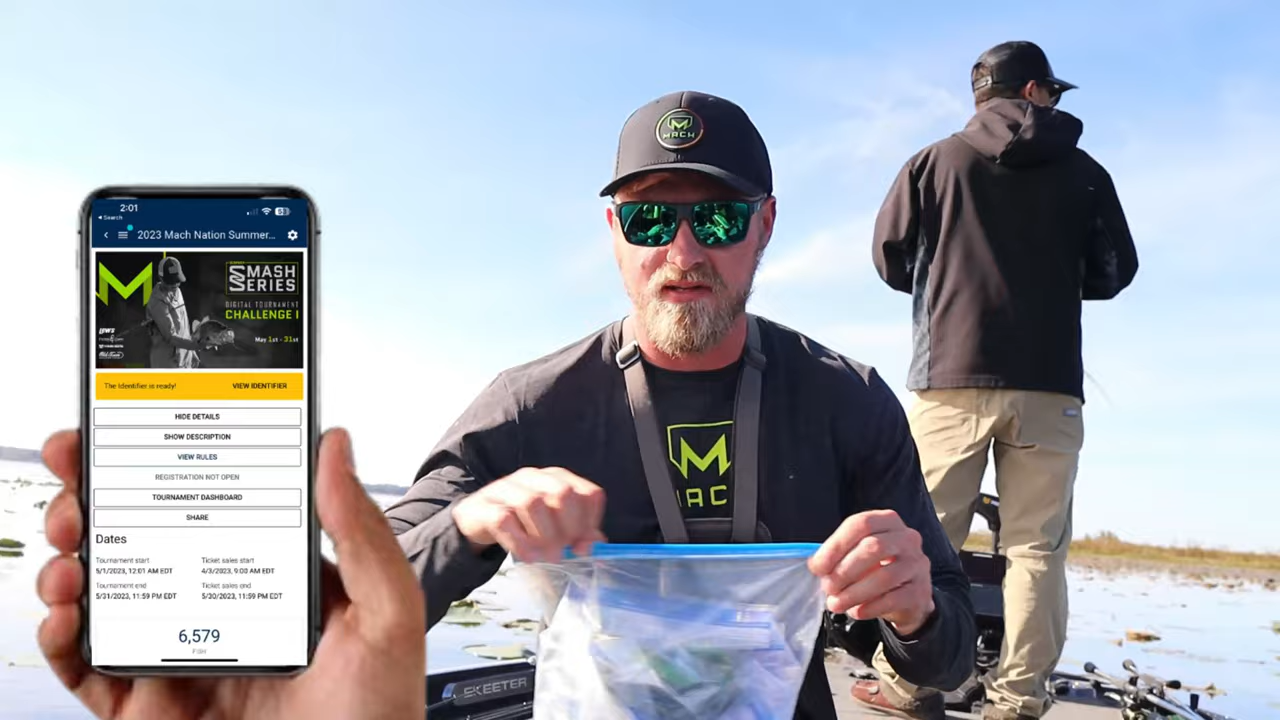 2:01
Search
2023 Mach Nation Summer...
SMASH
SERIES
DIGITAL TOURNAMENT
CHALLENGE I
May 1st - 31st
The Identifier is ready!
VIEW IDENTIFIER
HIDE DETAILS
SHOW DESCRIPTION
VIEW RULES
REGISTRATION NOT OPEN
TOURNAMENT DASHBOARD
SHARE
Dates
Tournament start
Ticket sales start
5/1/2023, 12:01 AM EDT
4/3/2023, 9:00 AM EDT
Tournament end
Ticket sales end
5/31/2023, 11:59 PM EDT
5/30/2023, 11:59 PM EDT
6,579
FISH
M
MACH
M
MAC
SKEETER